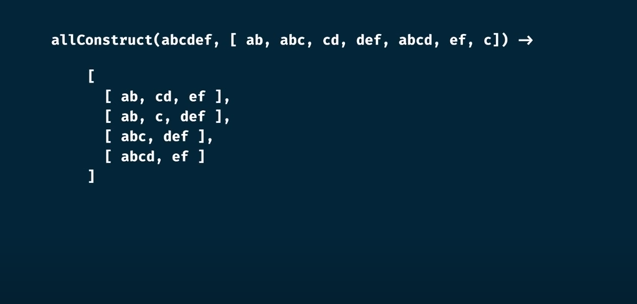 allConstruct(abcdef, [ ab, abc, cd, def, abcd, ef, c]) →
[
[ ab, cd, ef ],
[ ab, c, def ],
[ abc, def ],
[ abcd, ef ]
]